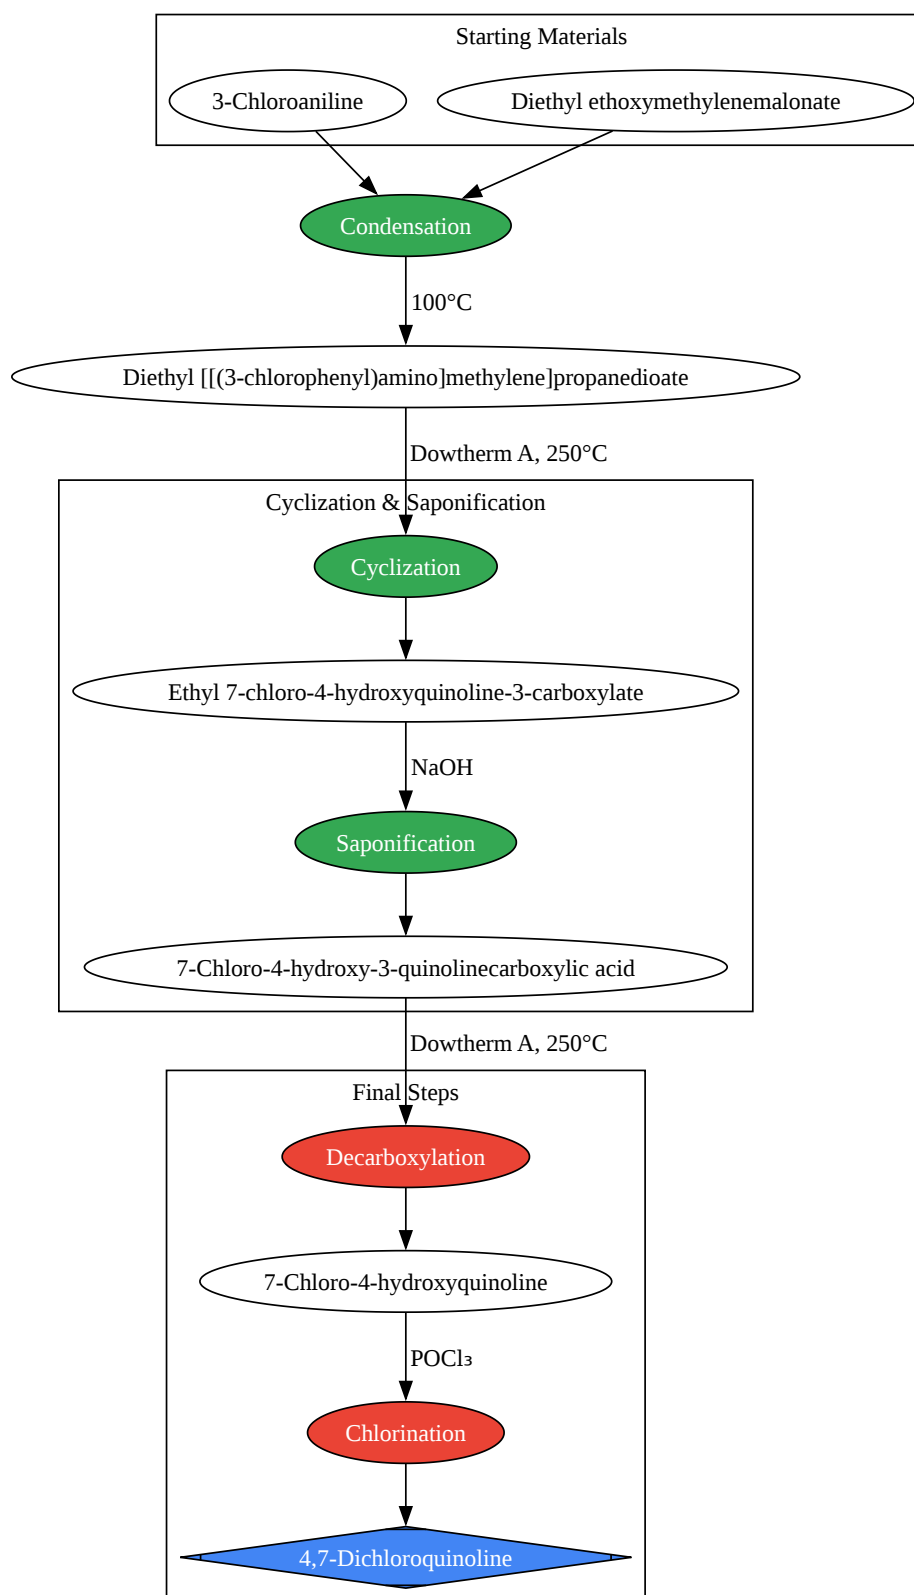 Starting Materials
3-Chloroaniline
Diethyl ethoxymethylenemalonate
Condensation
100°C
Diethyl [[(3-chlorophenyl)amino]methylene]propanedioate
Dowtherm A, 250°C
Cyclization & Saponification
Cyclization
Ethyl 7-chloro-4-hydroxyquinoline-3-carboxylate
NaOH
Saponification
7-Chloro-4-hydroxy-3-quinolinecarboxylic acid
Dowtherm A, 250°C
Final Steps
Decarboxylation
7-Chloro-4-hydroxyquinoline
POCl₃
Chlorination
4,7-Dichloroquinoline